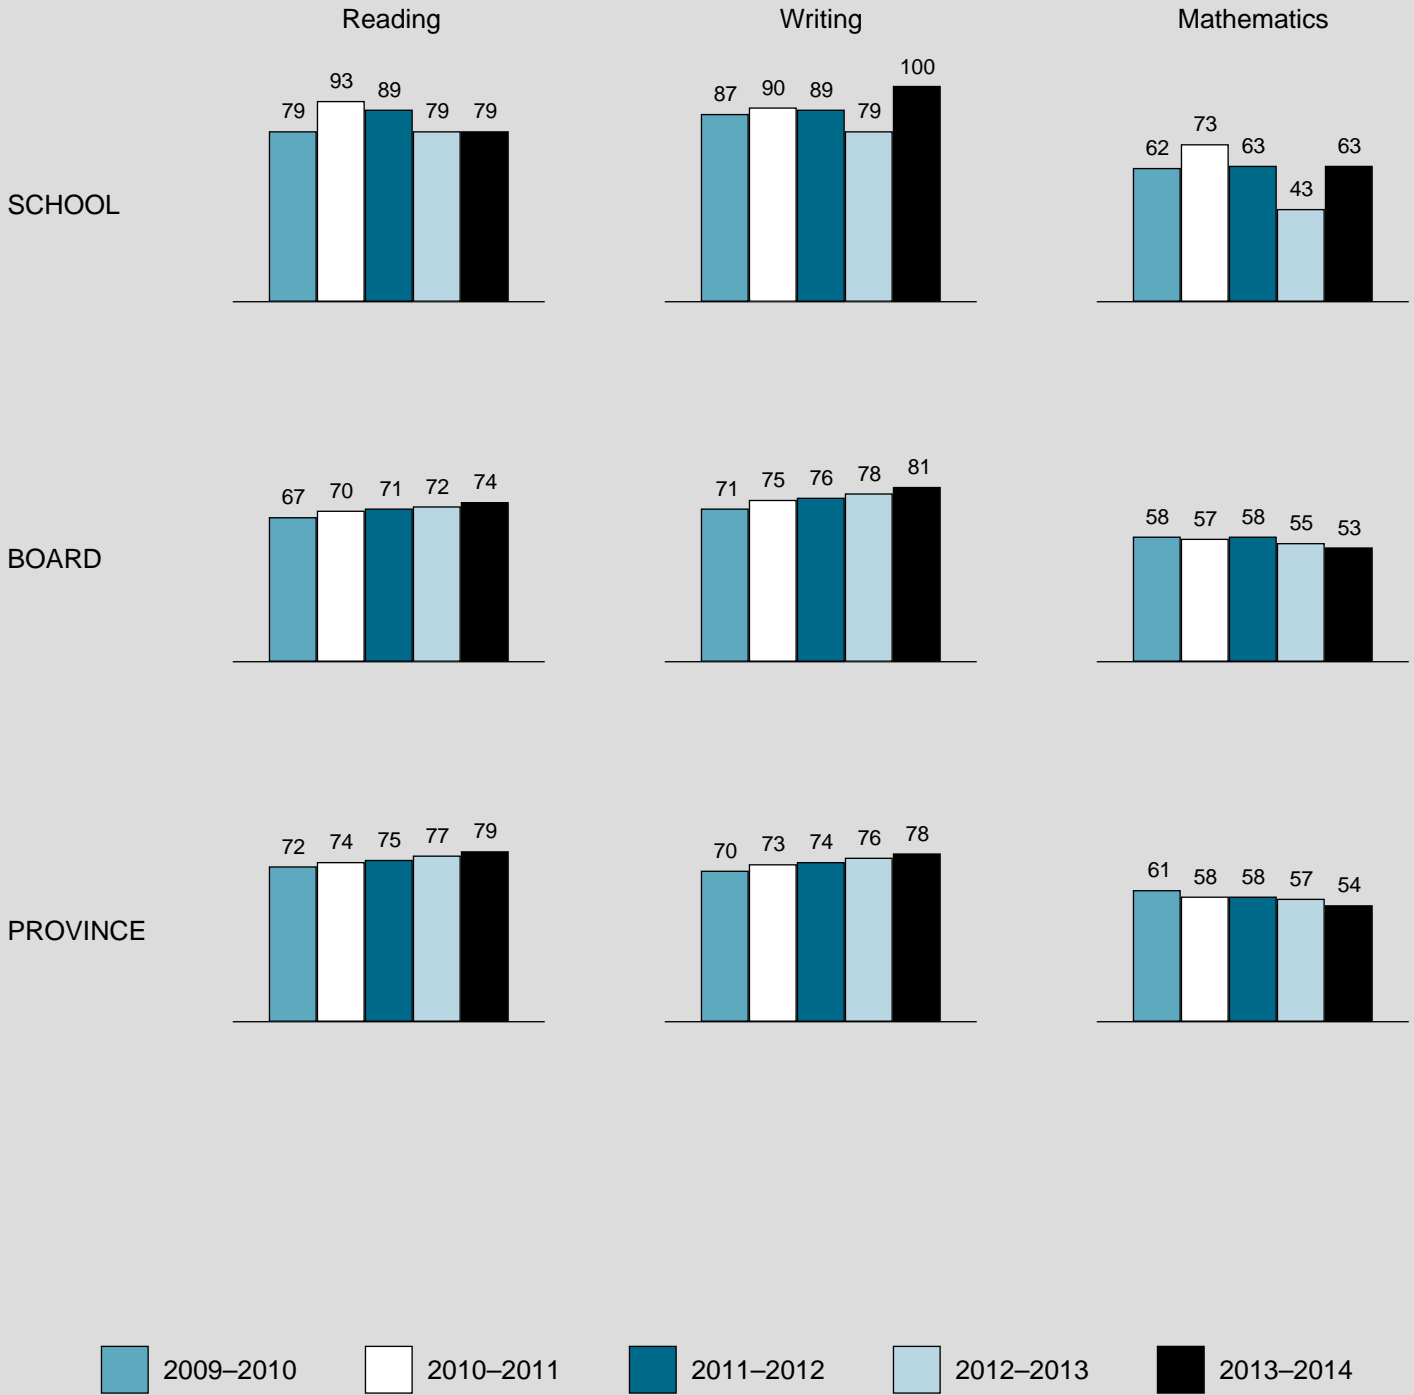 Reading Writing Mathematics
79 93 89 79 79
87 90 89 79 100
62 73 63 43 63
SCHOOL
67 70 71 72 74
71 75 76 78 81
58 57 58 55 53
BOARD
72 74 75 77 79
70 73 74 76 78
61 58 58 57 54
PROVINCE
2009–2010 2010–2011 2011–2012 2012–2013 2013–2014